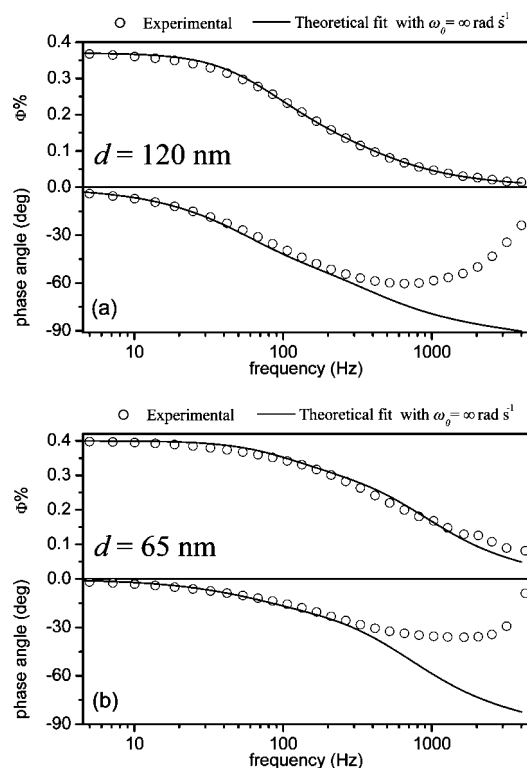 Experimental Theoretical fit with ω₀ = ∞ rad s⁻¹
0.4
0.3
0.2
0.1
0.0
Φ%
d = 120 nm
-30
-60
-90
phase angle (deg)
(a)
10 100 1000
frequency (Hz)
Experimental Theoretical fit with ω₀ = ∞ rad s⁻¹
0.4
0.3
0.2
0.1
0.0
Φ%
d = 65 nm
-30
-60
-90
phase angle (deg)
(b)
10 100 1000
frequency (Hz)